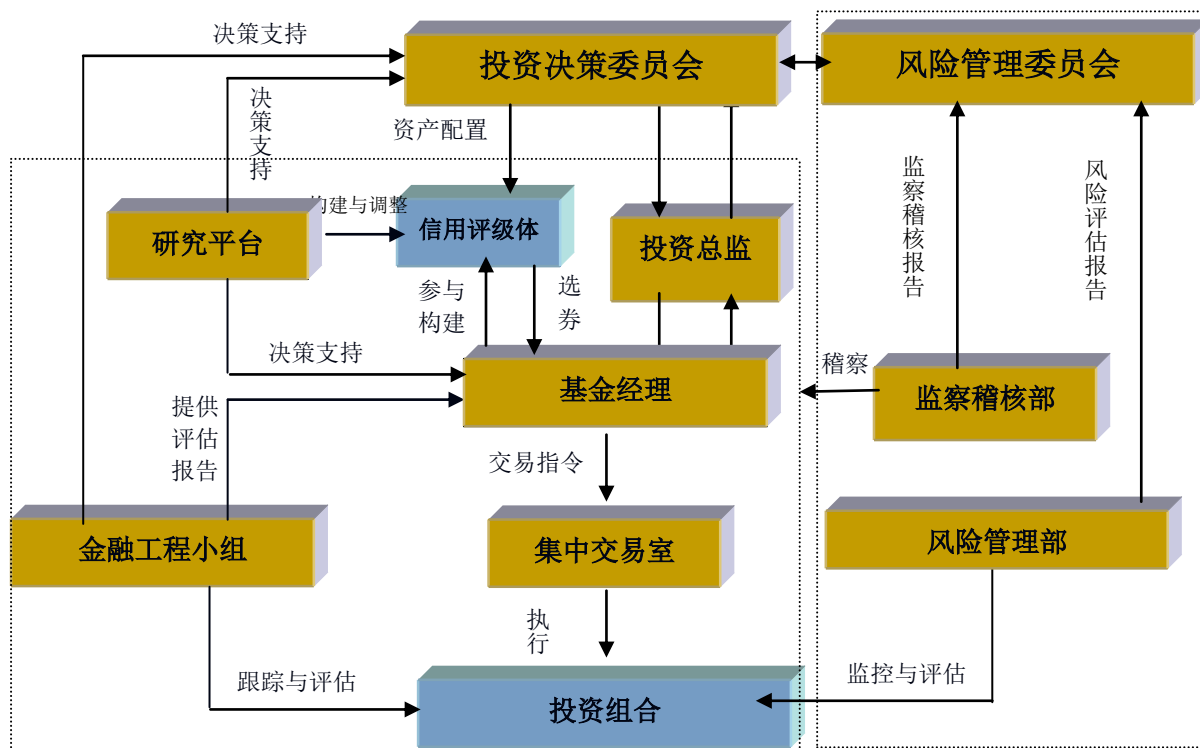 决策支持
投资决策委员会
风险管理委员会
决策支持
资产配置
监察稽核报告
风险评估报告
构建与调整
研究平台
信用评级体
投资总监
参与
构建
选券
决策支持
基金经理
稽察
监察稽核部
提供
评估
报告
交易指令
金融工程小组
集中交易室
风险管理部
执行
跟踪与评估
投资组合
监控与评估